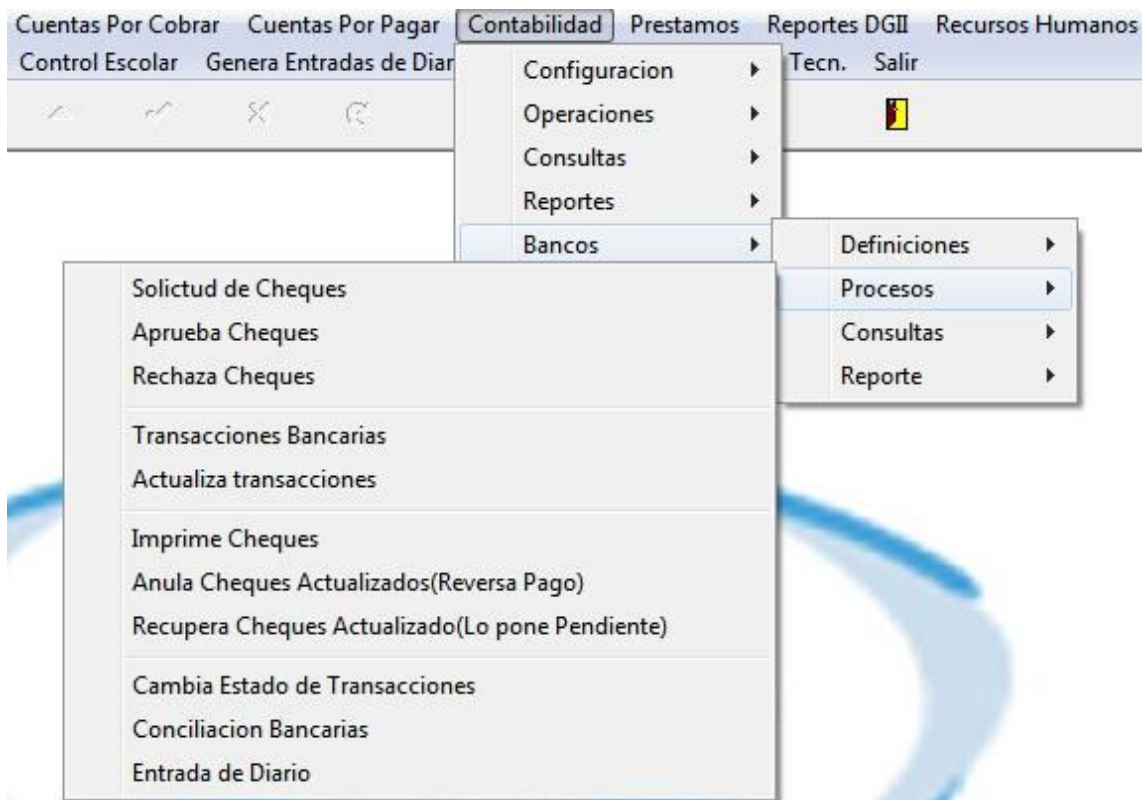 Cuentas Por Cobrar Cuentas Por Pagar Contabilidad Prestamos Reportes DGII Recursos Humanos
Control Escolar Genera Entradas de Diar Tecn. Salir
Configuracion
Operaciones
Consultas
Reportes
Bancos
Definiciones
Procesos
Consultas
Reporte
Solictud de Cheques
Aprueba Cheques
Rechaza Cheques
Transacciones Bancarias
Actualiza transacciones
Imprime Cheques
Anula Cheques Actualizados(Reversa Pago)
Recupera Cheques Actualizado(Lo pone Pendiente)
Cambia Estado de Transacciones
Conciliacion Bancarias
Entrada de Diario